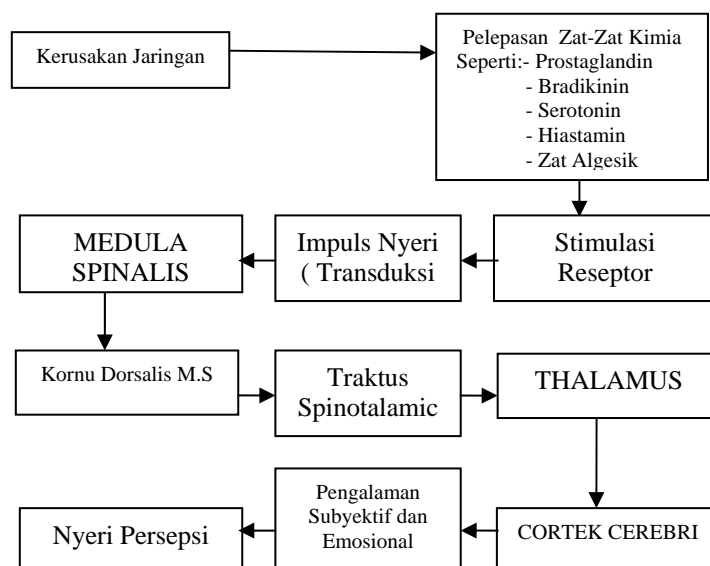 Kerusakan Jaringan
Pelepasan Zat-Zat Kimia
Seperti:- Prostaglandin
- Bradikinin
- Serotonin
- Hiastamin
- Zat Algesik
Stimulasi
Reseptor
Impuls Nyeri
( Transduksi
MEDULA
SPINALIS
Kornu Dorsalis M.S
Traktus
Spinotalamic
THALAMUS
CORTEK CEREBRI
Pengalaman
Subyektif dan
Emosional
Nyeri Persepsi